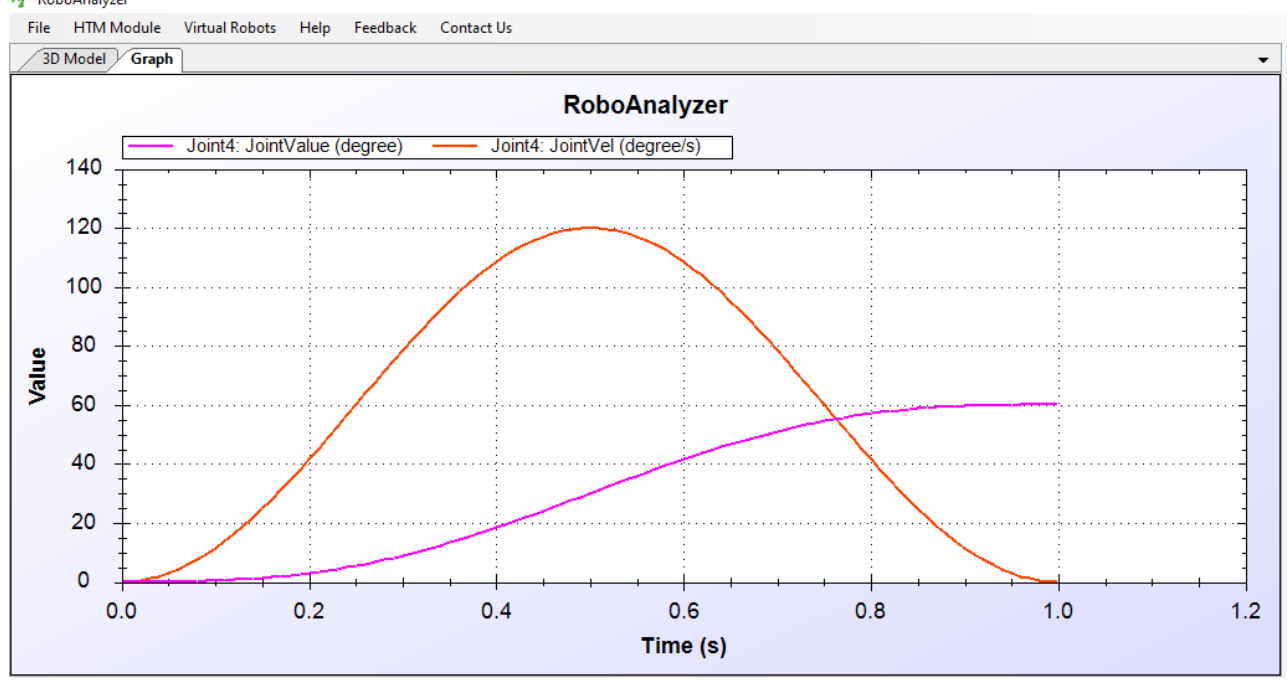 RoboAnalyzer
File HTM Module Virtual Robots Help Feedback Contact Us
3D Model Graph
RoboAnalyzer
Joint4: JointValue (degree) Joint4: JointVel (degree/s)
140
120
100
80
60
40
20
0
Value
0.0 0.2 0.4 0.6 0.8 1.0 1.2
Time (s)